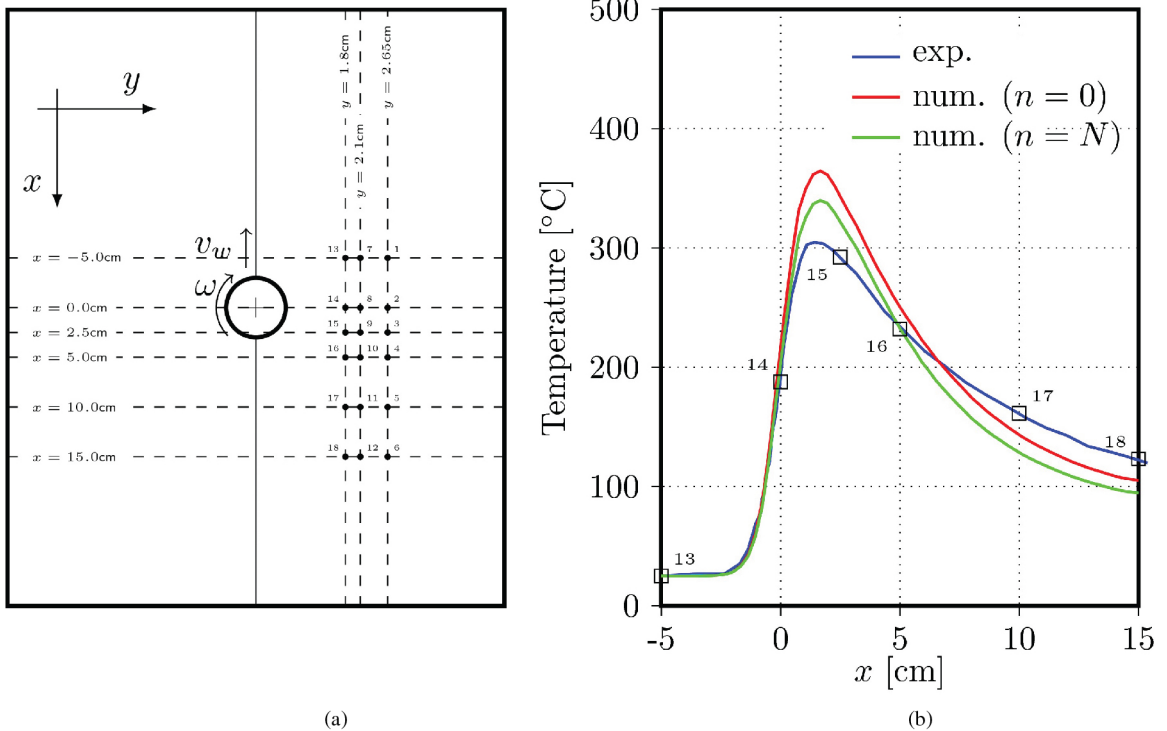 y = 1.8cm
y = 2.1cm
y = 2.65cm
y
x
v_w
ω
x = −5.0cm
13 7 1
x = 0.0cm
14 8 2
x = 2.5cm
15 9 3
x = 5.0cm
16 10 4
x = 10.0cm
17 11 5
x = 15.0cm
18 12 6
(a)
500
400
300
200
100
0
Temperature [°C]
exp.
num. (n = 0)
num. (n = N)
13
14
15
16
17
18
-5 0 5 10 15
x [cm]
(b)